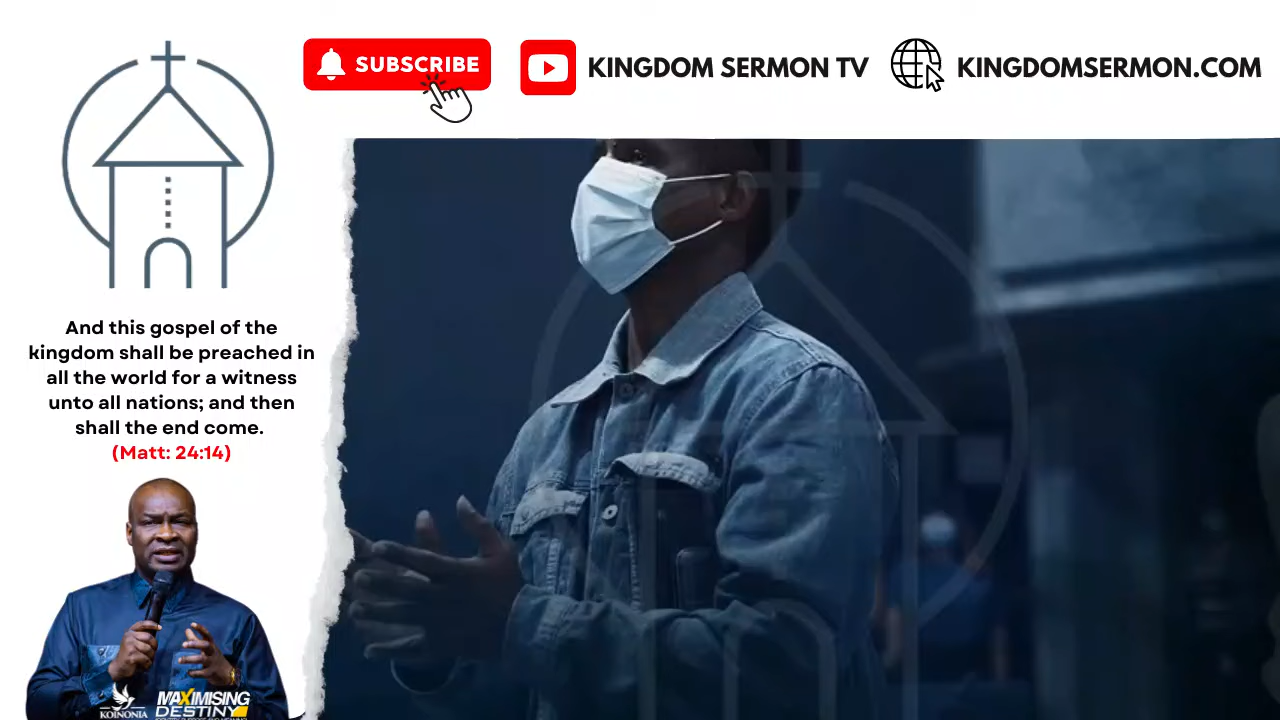 SUBSCRIBE
KINGDOM SERMON TV
KINGDOMSERMON.COM
And this gospel of the
kingdom shall be preached in
all the world for a witness
unto all nations; and then
shall the end come.
(Matt: 24:14)
KOINONIA
MAXIMISING
DESTINY